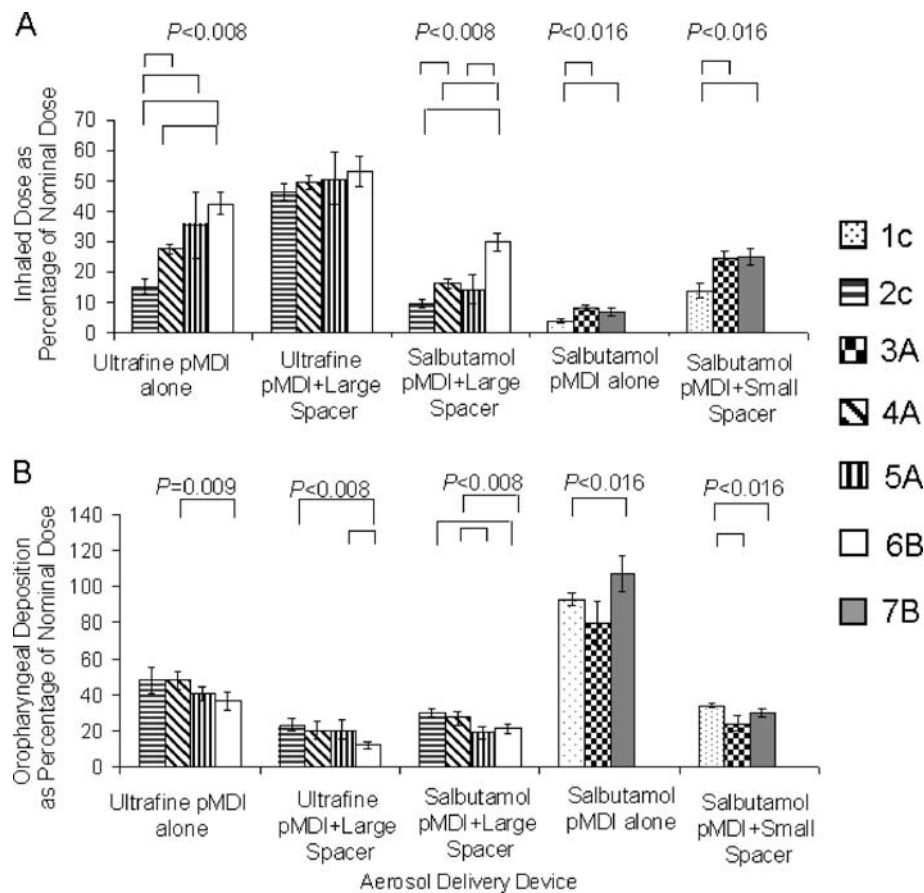 A
P<0.008
P<0.008
P<0.016
P<0.016
Inhaled Dose as
Percentage of Nominal Dose
70
60
50
40
30
20
10
0
Ultrafine pMDI
alone
Ultrafine
pMDI+Large
Spacer
Salbutamol
pMDI+Large
Spacer
Salbutamol
pMDI alone
Salbutamol
pMDI+Small
Spacer
1c
2c
3A
4A
5A
6B
7B
B
P=0.009
P<0.008
P<0.008
P<0.016
P<0.016
Oropharyngeal Deposition
as Percentage of Nominal Dose
140
120
100
80
60
40
20
0
Ultrafine pMDI
alone
Ultrafine
pMDI+Large
Spacer
Salbutamol
pMDI+Large
Spacer
Salbutamol
pMDI alone
Salbutamol
pMDI+Small
Spacer
Aerosol Delivery Device